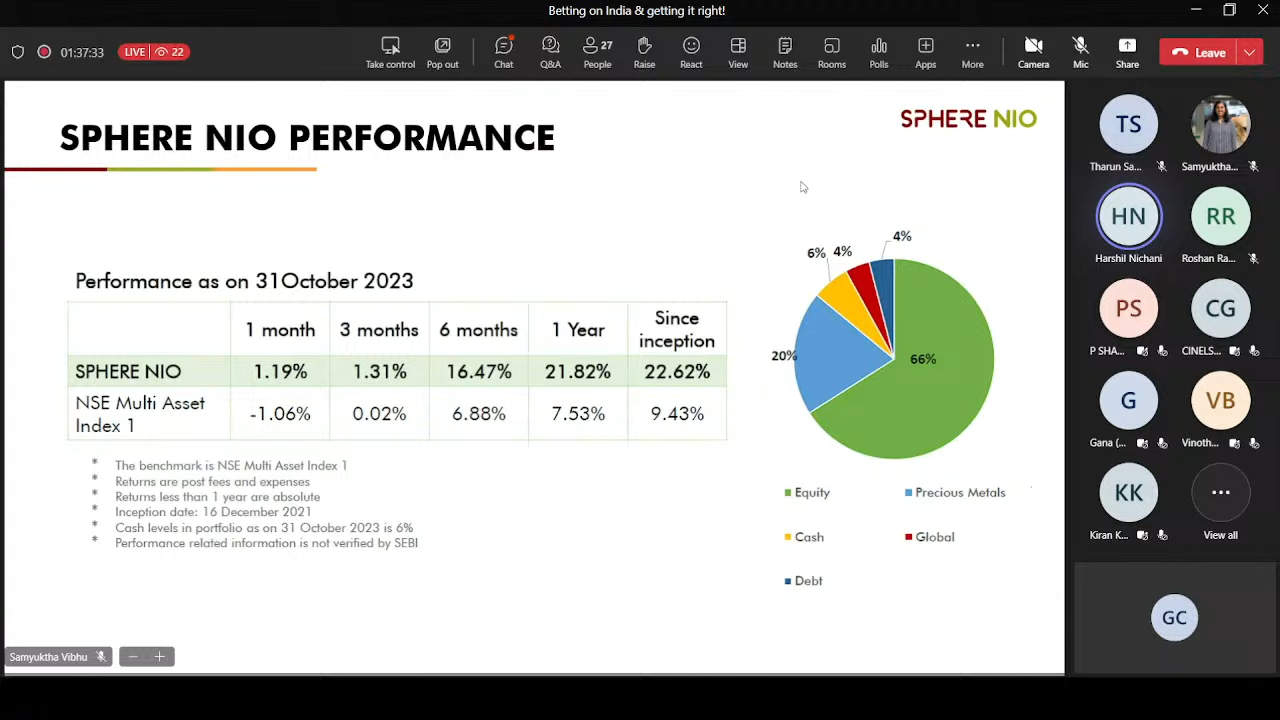 Betting on India & getting it right!
01:37:33
LIVE 22
Take control
Pop out
Chat
Q&A
27
People
Raise
React
View
Notes
Rooms
Polls
Apps
More
Camera
Mic
Share
Leave
SPHERE NIO PERFORMANCE
SPHERE NIO
Performance as on 31October 2023
1 month 3 months 6 months 1 Year Since inception
SPHERE NIO 1.19% 1.31% 16.47% 21.82% 22.62%
NSE Multi Asset Index 1 -1.06% 0.02% 6.88% 7.53% 9.43%
* The benchmark is NSE Multi Asset Index 1
* Returns are post fees and expenses
* Returns less than 1 year are absolute
* Inception date: 16 December 2021
* Cash levels in portfolio as on 31 October 2023 is 6%
* Performance related information is not verified by SEBI
6% 4% 4%
20% 66%
Equity Precious Metals
Cash Global
Debt
Samyuktha Vibhu
TS
Tharun Sa... Samyuktha...
HN RR
Harshil Nichani Roshan Ra...
PS CG
P SHA... CINELS...
G VB
Gana (... Vinoth...
KK ...
Kiran K... View all
GC